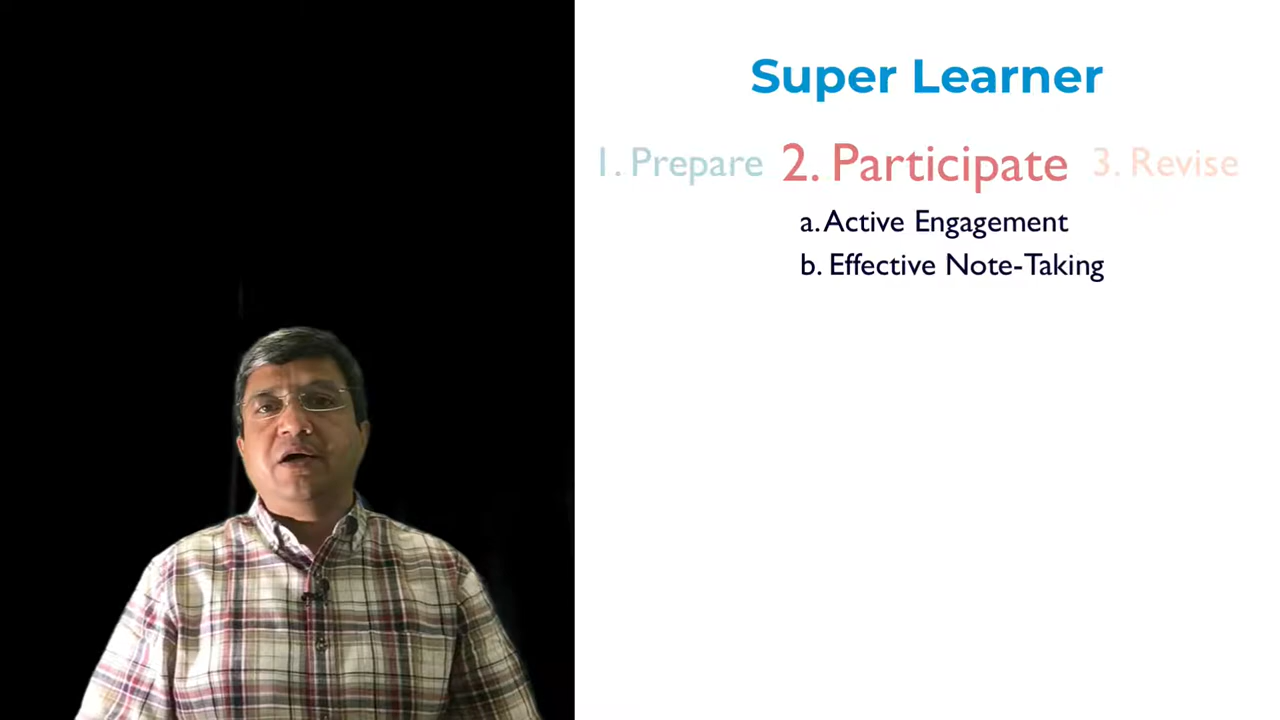 Super Learner
1. Prepare 2. Participate 3. Revise
a. Active Engagement
b. Effective Note-Taking